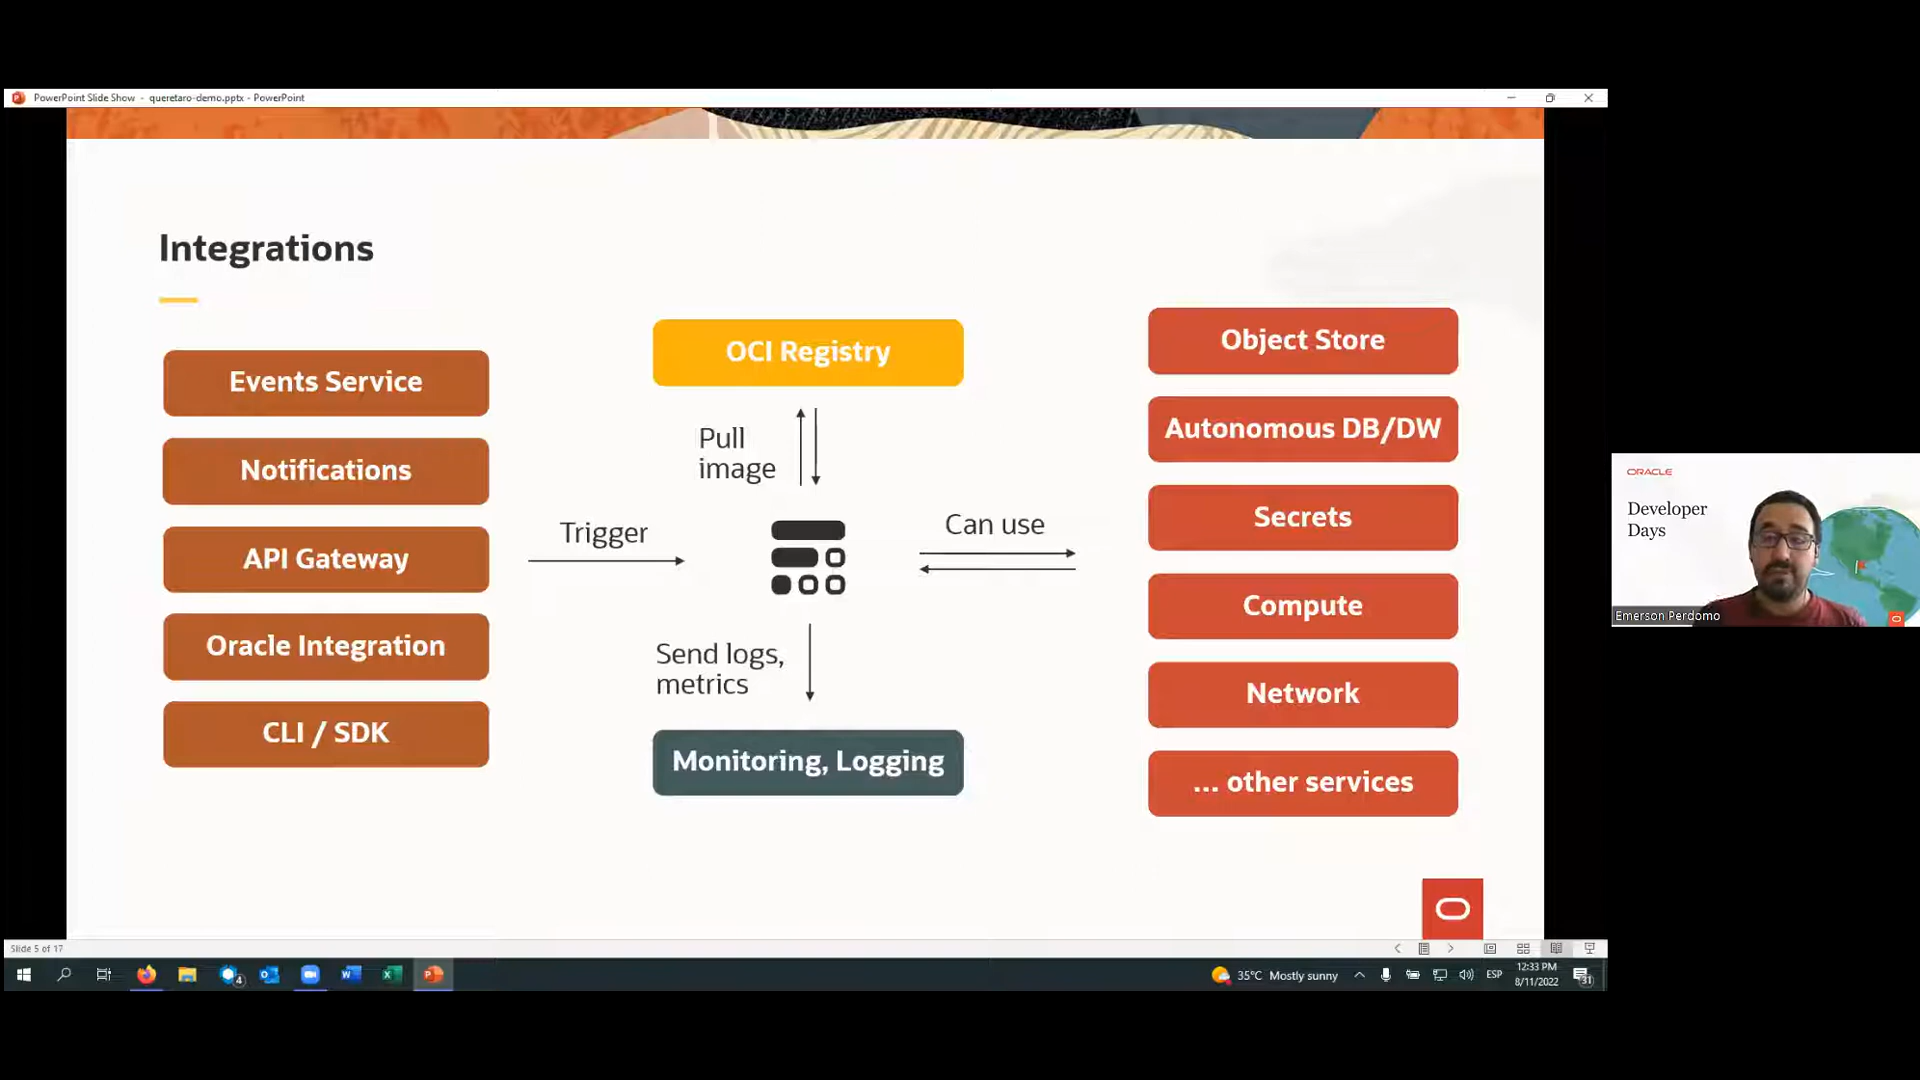 PowerPoint Slide Show - queretaro-demo.pptx - PowerPoint
Integrations
Events Service
Notifications
API Gateway
Oracle Integration
CLI / SDK
Trigger
OCI Registry
Pull
image
Send logs,
metrics
Monitoring, Logging
Can use
Object Store
Autonomous DB/DW
Secrets
Compute
Network
... other services
ORACLE
Developer
Days
Emerson Perdomo
Slide 5 of 17
4
35°C Mostly sunny
ESP
12:33 PM
8/11/2022
31